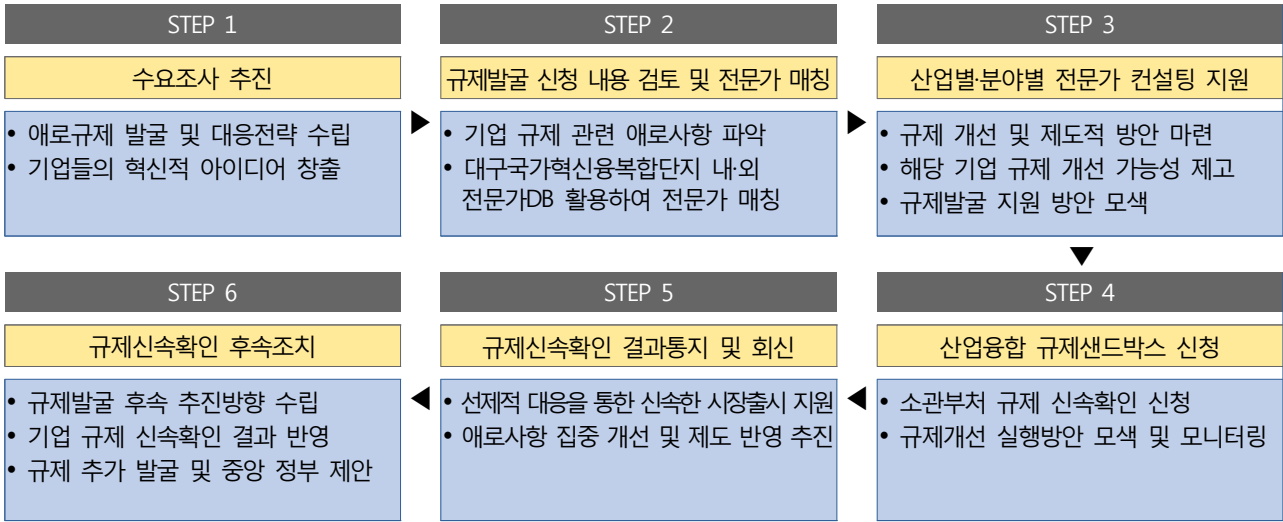 STEP 1
수요조사 추진
• 애로규제 발굴 및 대응전략 수립
• 기업들의 혁신적 아이디어 창출
STEP 2
규제발굴 신청 내용 검토 및 전문가 매칭
• 기업 규제 관련 애로사항 파악
• 대구국가혁신융복합단지 내·외
전문가DB 활용하여 전문가 매칭
STEP 3
산업별·분야별 전문가 컨설팅 지원
• 규제 개선 및 제도적 방안 마련
• 해당 기업 규제 개선 가능성 제고
• 규제발굴 지원 방안 모색
STEP 4
산업융합 규제샌드박스 신청
• 소관부처 규제 신속확인 신청
• 규제개선 실행방안 모색 및 모니터링
STEP 5
규제신속확인 결과통지 및 회신
• 선제적 대응을 통한 신속한 시장출시 지원
• 애로사항 집중 개선 및 제도 반영 추진
STEP 6
규제신속확인 후속조치
• 규제발굴 후속 추진방향 수립
• 기업 규제 신속확인 결과 반영
• 규제 추가 발굴 및 중앙 정부 제안